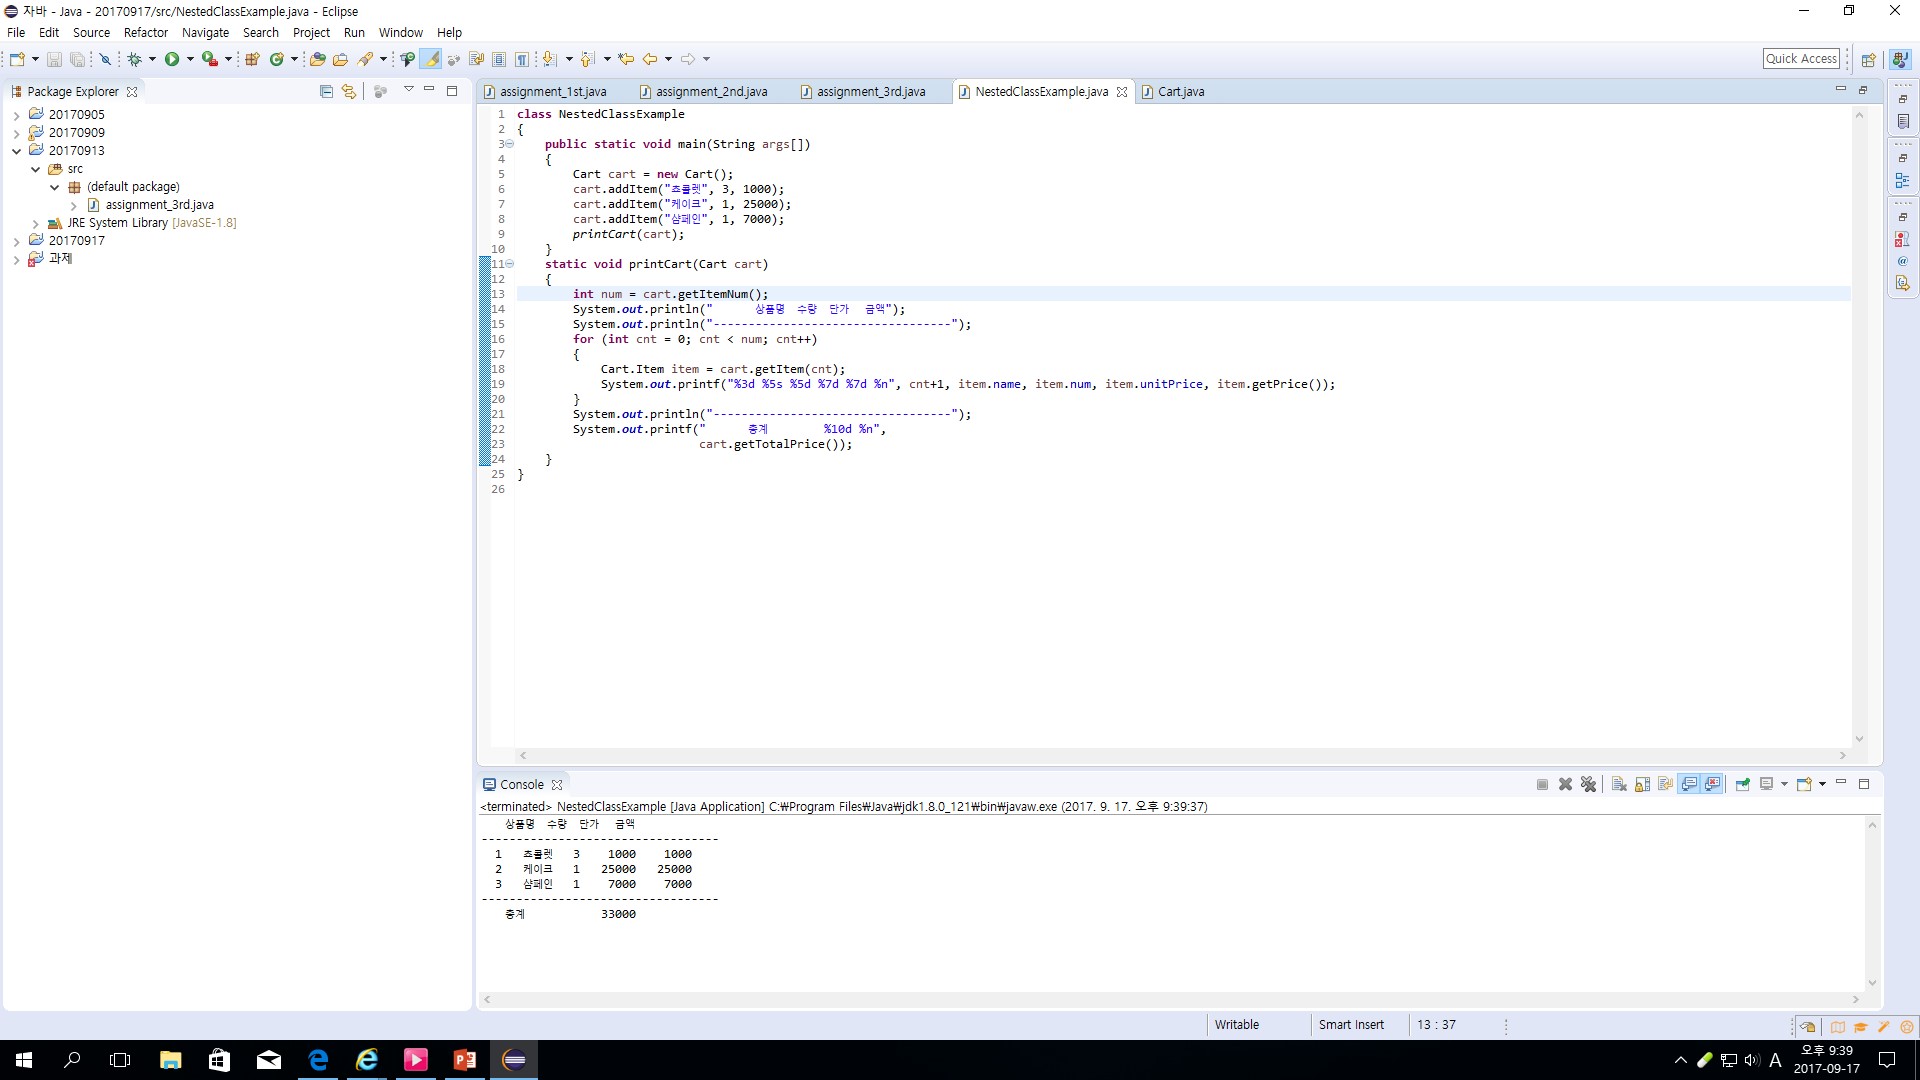 자바 - Java - 20170917/src/NestedClassExample.java - Eclipse
File Edit Source Refactor Navigate Search Project Run Window Help
Quick Access
Package Explorer
20170905
20170909
20170913
src
(default package)
assignment_3rd.java
JRE System Library [JavaSE-1.8]
20170917
과제
assignment_1st.java assignment_2nd.java assignment_3rd.java NestedClassExample.java Cart.java
1 class NestedClassExample
2 {
3 public static void main(String args[])
4 {
5 Cart cart = new Cart();
6 cart.addItem("쵸콜렛", 3, 1000);
7 cart.addItem("케이크", 1, 25000);
8 cart.addItem("샴페인", 1, 7000);
9 printCart(cart);
10 }
11 static void printCart(Cart cart)
12 {
13 int num = cart.getItemNum();
14 System.out.println("      상품명  수량  단가   금액");
15 System.out.println("----------------------------------");
16 for (int cnt = 0; cnt < num; cnt++)
17 {
18 Cart.Item item = cart.getItem(cnt);
19 System.out.printf("%3d %5s %5d %7d %7d %n", cnt+1, item.name, item.num, item.unitPrice, item.getPrice());
20 }
21 System.out.println("----------------------------------");
22 System.out.printf("      총계        %10d %n",
23 cart.getTotalPrice());
24 }
25 }
26
Console
<terminated> NestedClassExample [Java Application] C:₩Program Files₩Java₩jdk1.8.0_121₩bin₩javaw.exe (2017. 9. 17. 오후 9:39:37)
상품명 수량 단가 금액
----------------------------------
1 쵸콜렛 3 1000 1000
2 케이크 1 25000 25000
3 샴페인 1 7000 7000
----------------------------------
총계 33000
Writable Smart Insert 13 : 37
A 오후 9:39
2017-09-17